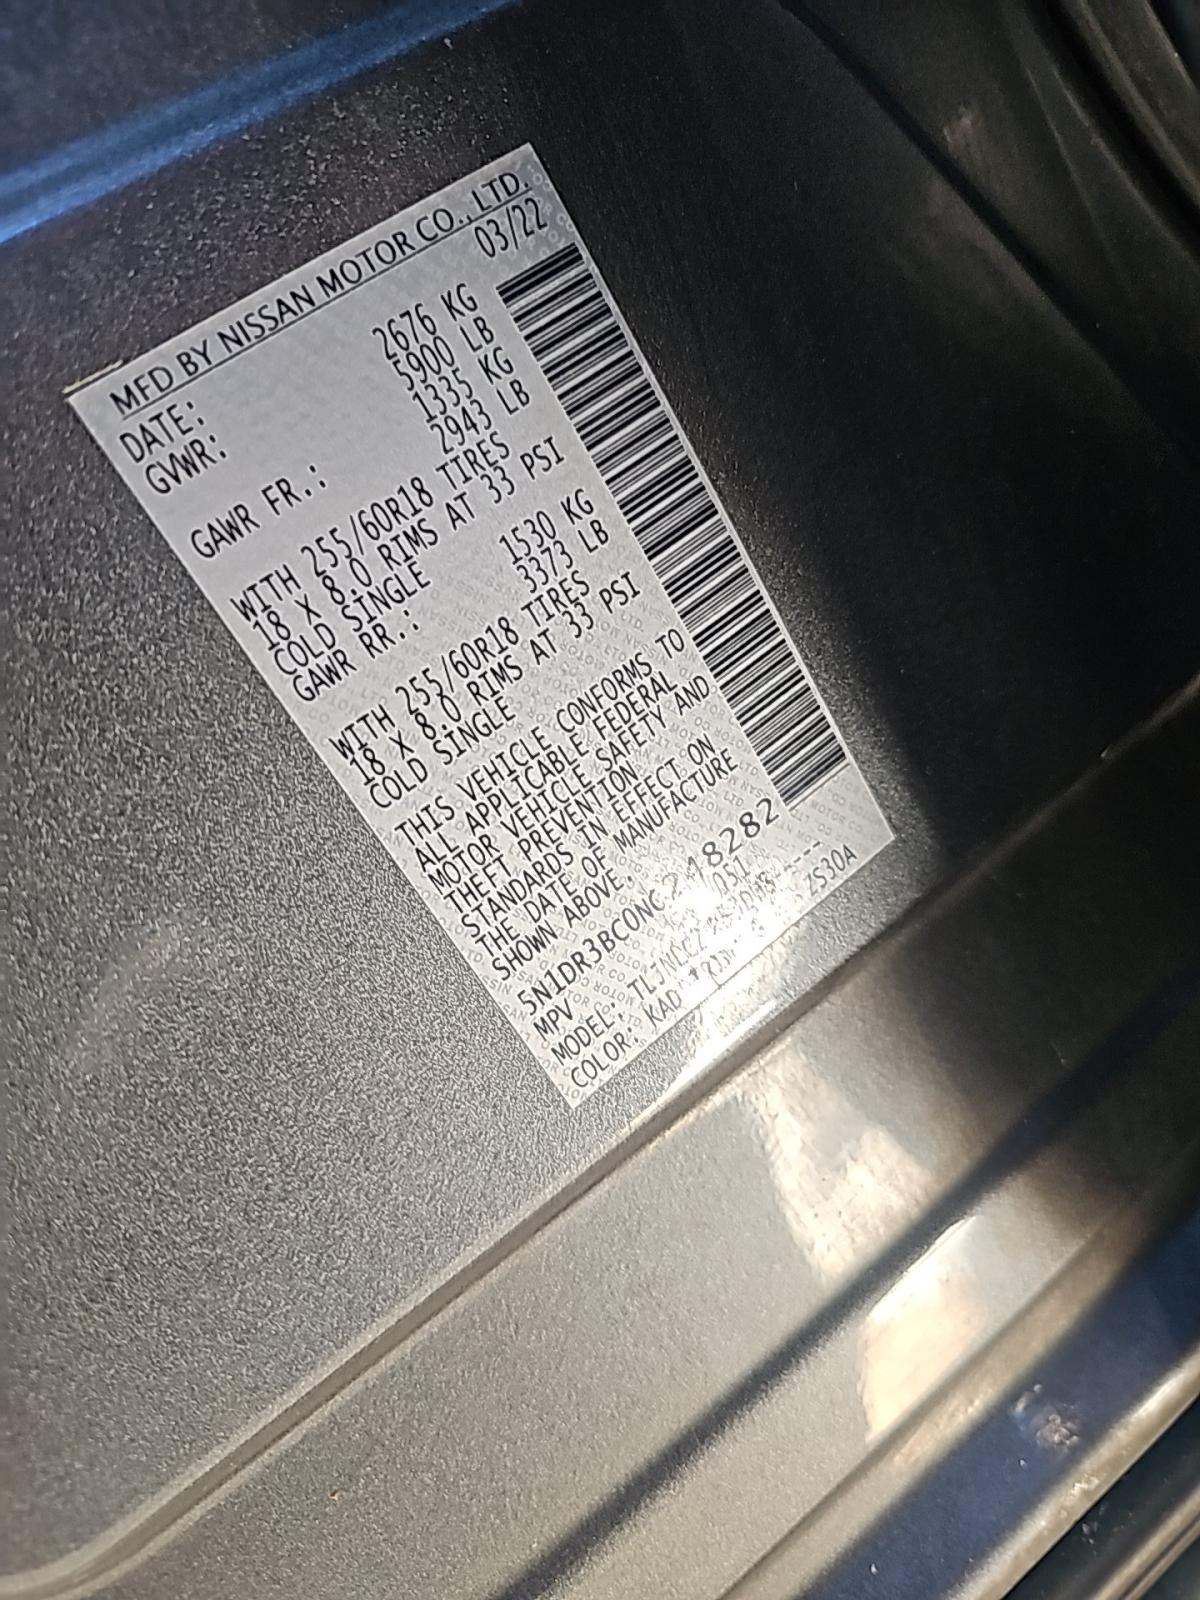 MFD BY NISSAN MOTOR CO., LTD.
DATE: 03/22
GVWR: 2676 KG
5900 LB
GAWR FR.: 1335 KG
2943 LB
WITH 255/60R18 TIRES
18 X 8.0 RIMS AT 33 PSI
COLD SINGLE
GAWR RR.: 1530 KG
3373 LB
WITH 255/60R18 TIRES
18 X 8.0 RIMS AT 33 PSI
COLD SINGLE
THIS VEHICLE CONFORMS TO
ALL APPLICABLE FEDERAL
MOTOR VEHICLE SAFETY AND
THEFT PREVENTION
STANDARDS IN EFFECT ON
THE DATE OF MANUFACTURE
SHOWN ABOVE.
5N1DR3BC0NC218282
MPV
MODEL:
COLOR: KAD ZS30A